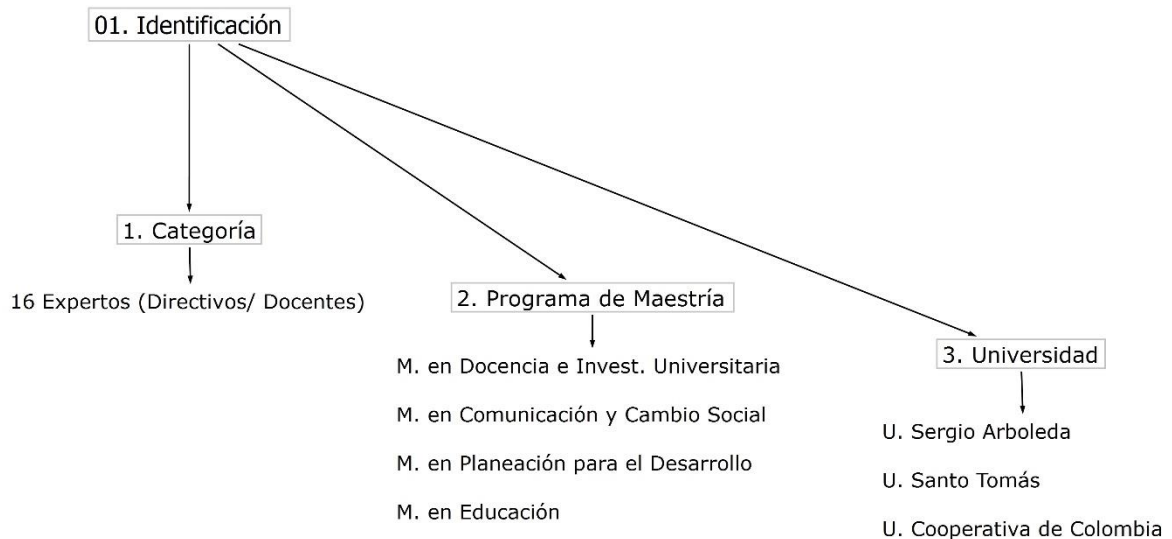 01. Identificación
1. Categoría
16 Expertos (Directivos/ Docentes)
2. Programa de Maestría
M. en Docencia e Invest. Universitaria
M. en Comunicación y Cambio Social
M. en Planeación para el Desarrollo
M. en Educación
3. Universidad
U. Sergio Arboleda
U. Santo Tomás
U. Cooperativa de Colombia